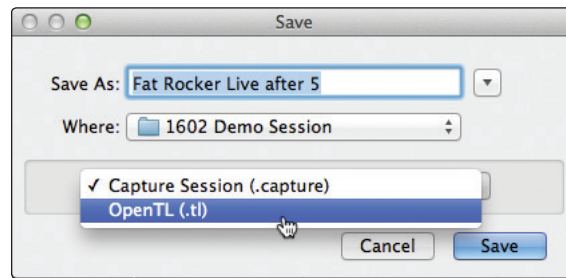 Save
Save As: Fat Rocker Live after 5
Where: 1602 Demo Session
✓ Capture Session (.capture)
OpenTL (.tl)
Cancel Save